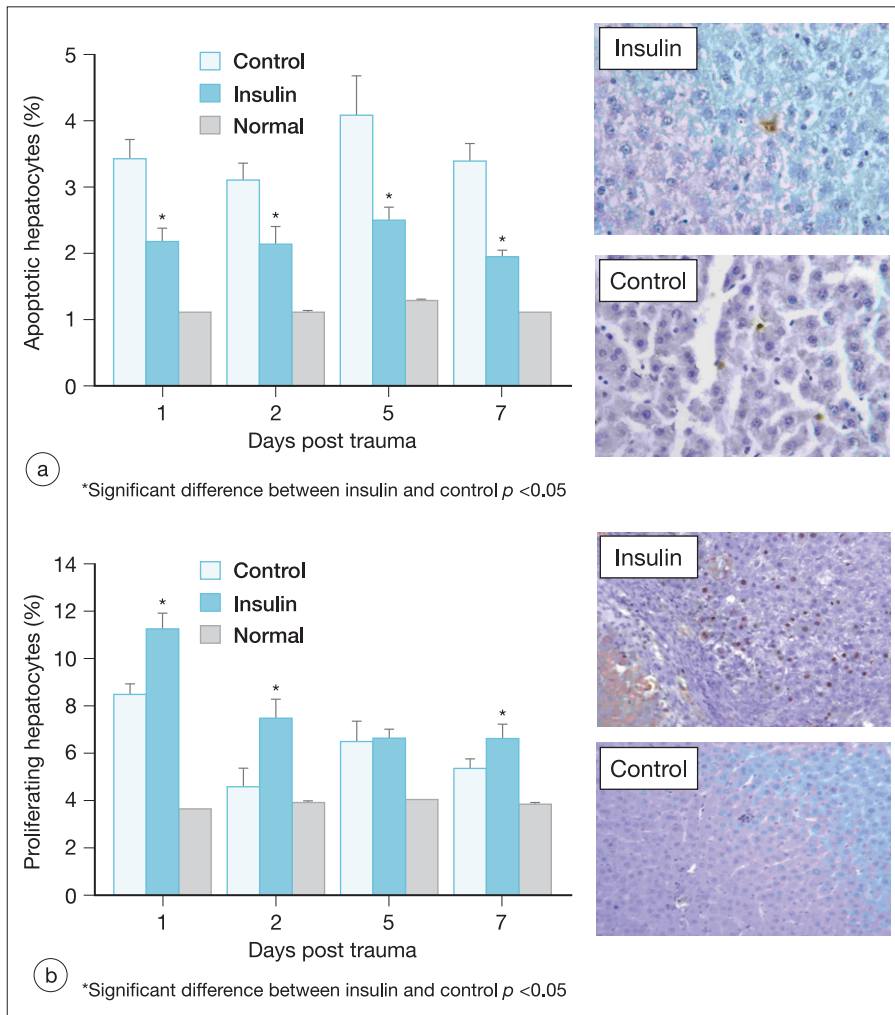 Apoptotic hepatocytes (%)
5
4
3
2
1
0
Control
Insulin
Normal
*
*
*
*
1 2 5 7
Days post trauma
a
*Significant difference between insulin and control p <0.05
Insulin
Control
Proliferating hepatocytes (%)
14
12
10
8
6
4
2
0
Control
Insulin
Normal
*
*
*
1 2 5 7
Days post trauma
b
*Significant difference between insulin and control p <0.05
Insulin
Control